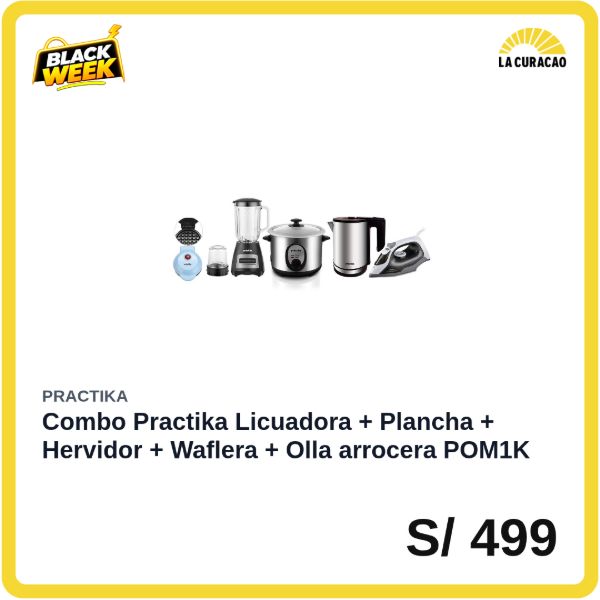 BLACK
WEEK
LA CURACAO
PRACTIKA
Combo Practika Licuadora + Plancha +
Hervidor + Waflera + Olla arrocera POM1K
S/ 499